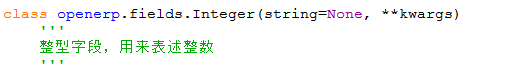 class openerp.fields.Integer(string=None, **kwargs)
'''
整型字段，用来表述整数
'''